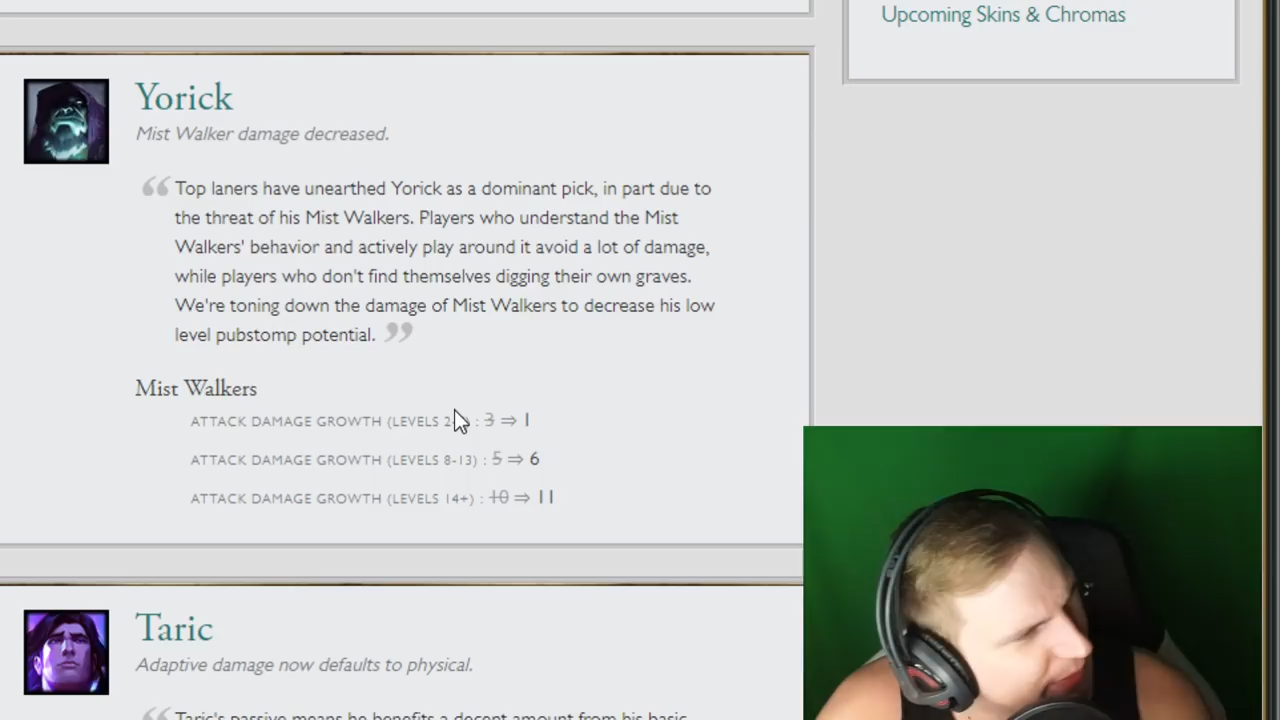 Upcoming Skins & Chromas
Yorick
Mist Walker damage decreased.
“ Top laners have unearthed Yorick as a dominant pick, in part due to
the threat of his Mist Walkers. Players who understand the Mist
Walkers' behavior and actively play around it avoid a lot of damage,
while players who don't find themselves digging their own graves.
We're toning down the damage of Mist Walkers to decrease his low
level pubstomp potential. ”
Mist Walkers
ATTACK DAMAGE GROWTH (LEVELS : 3 ⇒ 1
ATTACK DAMAGE GROWTH (LEVELS 8-13) : 5 ⇒ 6
ATTACK DAMAGE GROWTH (LEVELS 14+) : 10 ⇒ 11
Taric
Adaptive damage now defaults to physical.
“ Taric's passive means he benefits a decent amount from his basic